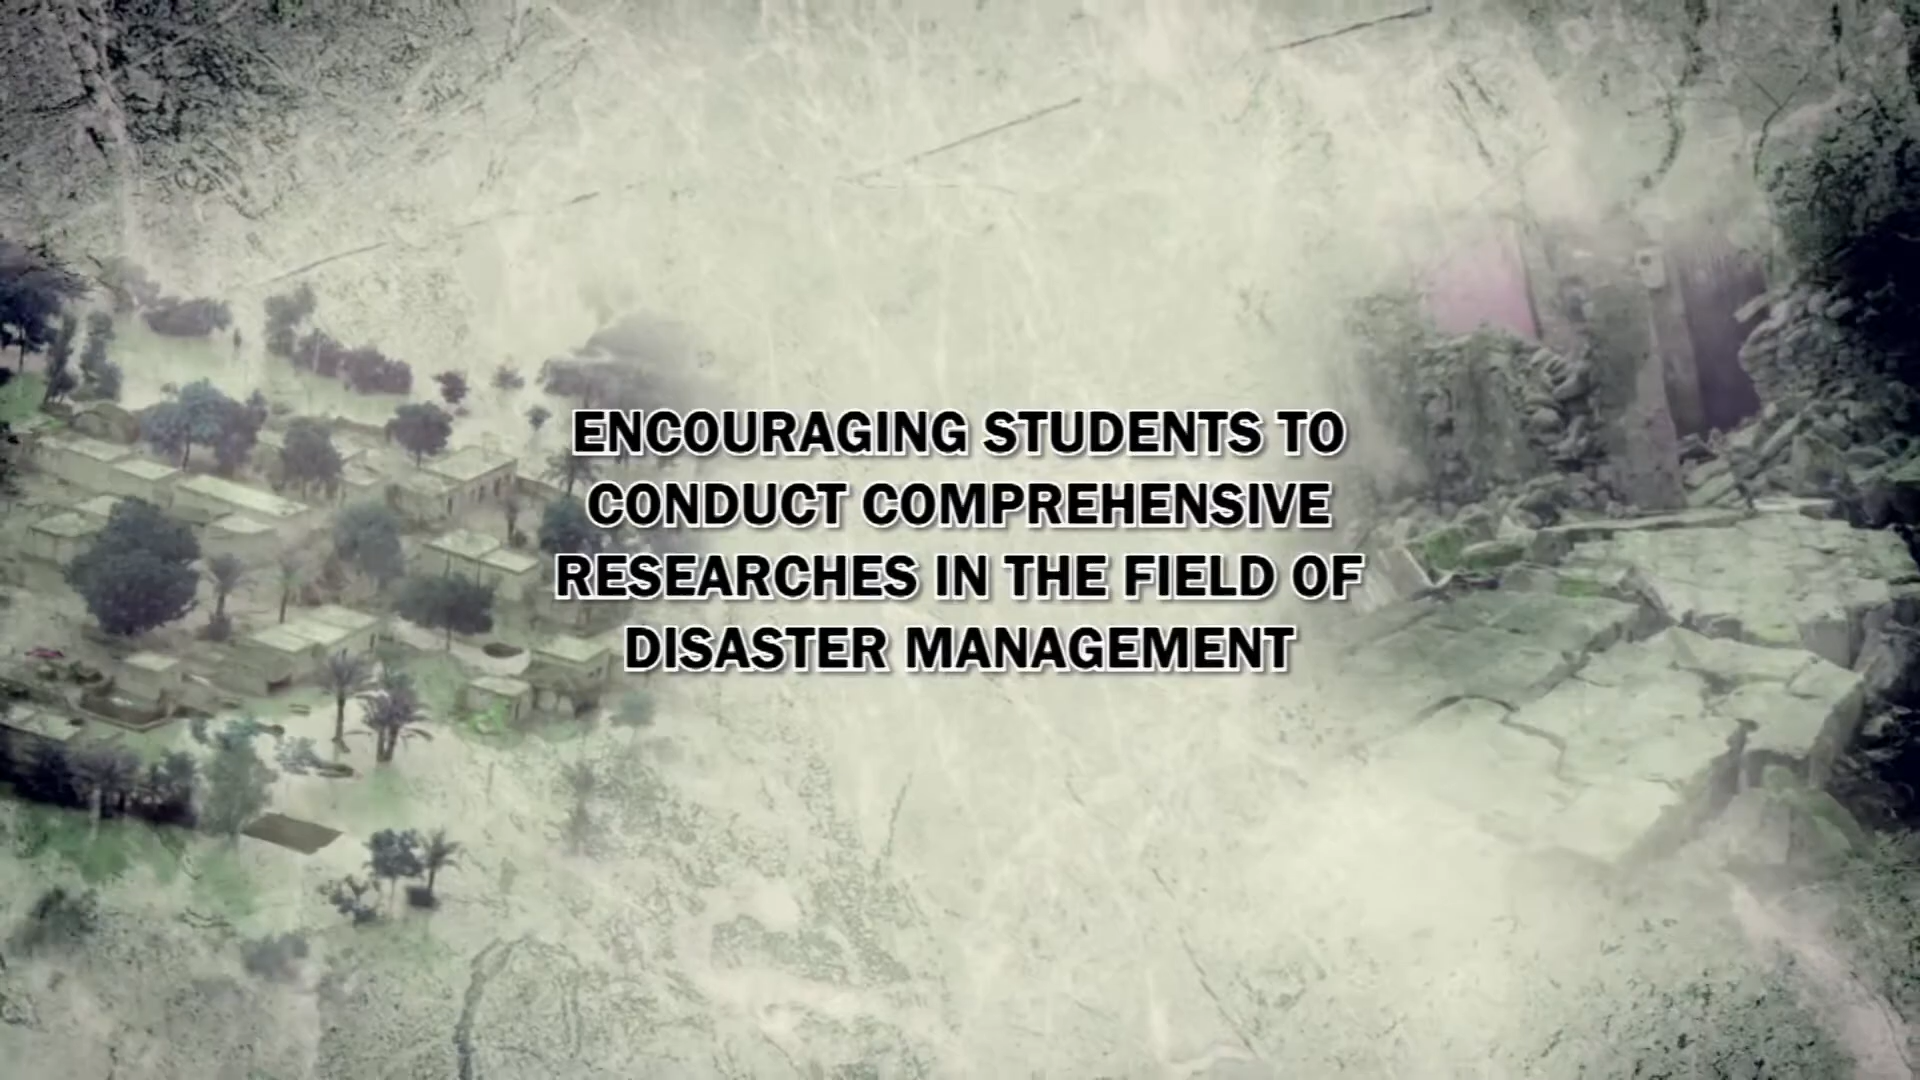 ENCOURAGING STUDENTS TO
CONDUCT COMPREHENSIVE
RESEARCHES IN THE FIELD OF
DISASTER MANAGEMENT